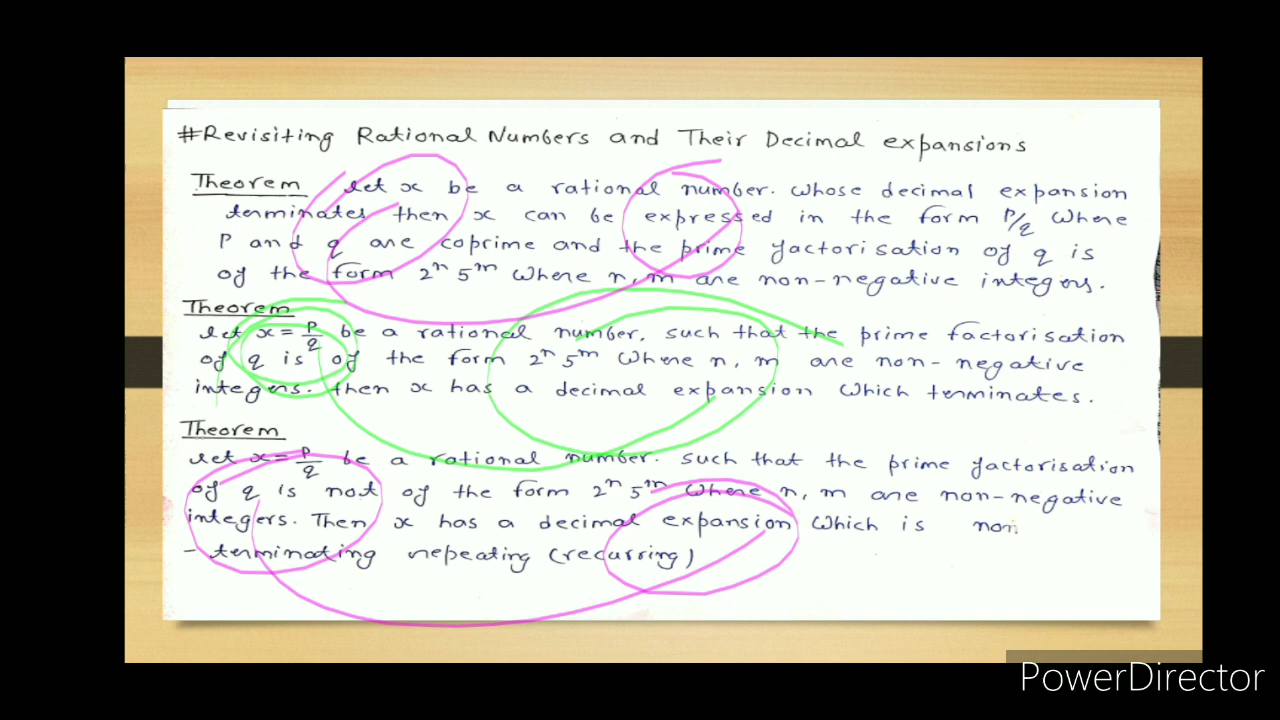 #Revisiting Rational Numbers and Their Decimal expansions
Theorem let x be a rational number. whose decimal expansion
terminates then x can be expressed in the form P/q where
P and q are coprime and the prime factorisation of q is
of the form 2ⁿ 5ᵐ where n, m are non-negative integers.
Theorem
let x = P/q be a rational number, such that the prime factorisation
of q is of the form 2ⁿ 5ᵐ where n, m are non-negative
integers. then x has a decimal expansion which terminates.
Theorem
let x = P/q be a rational number. such that the prime factorisation
of q is not of the form 2ⁿ 5ᵐ where n, m are non-negative
integers. Then x has a decimal expansion which is non
- terminating repeating (recurring)
PowerDirector